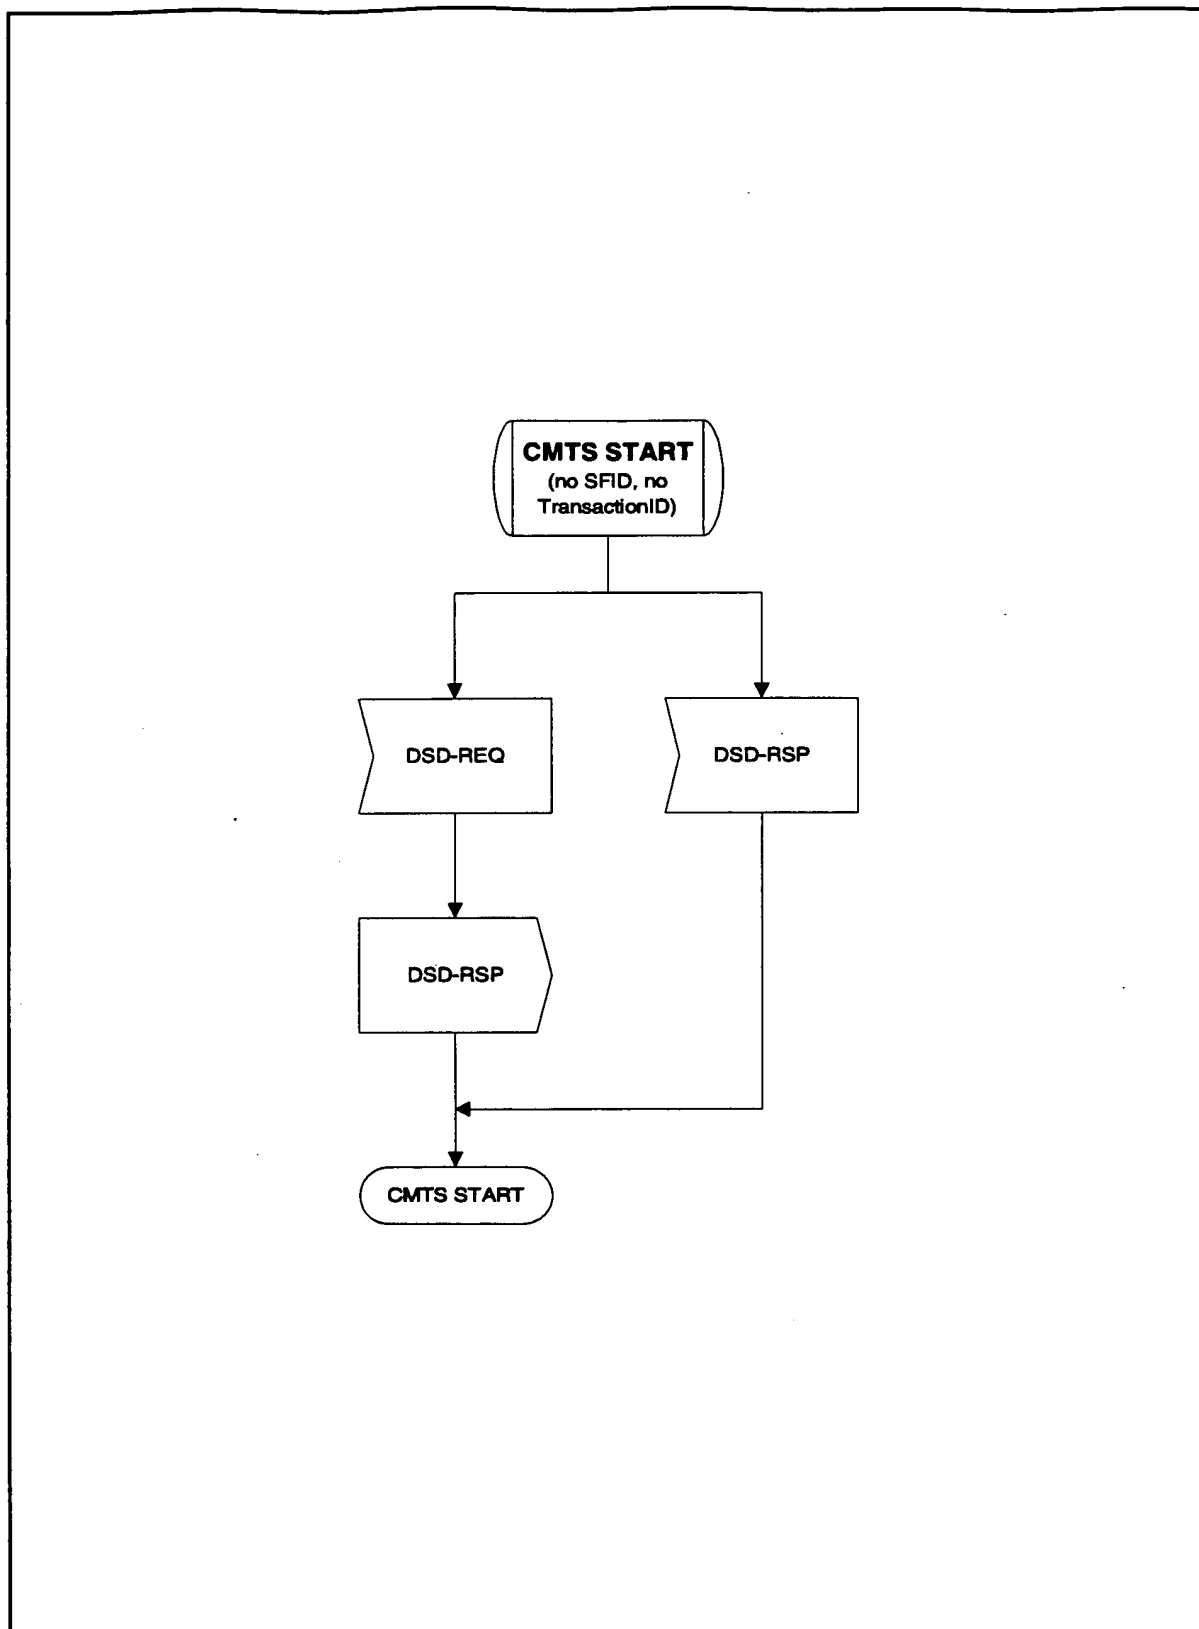 CMTS START
(no SFID, no
TransactionID)
DSD-REQ
DSD-RSP
DSD-RSP
CMTS START